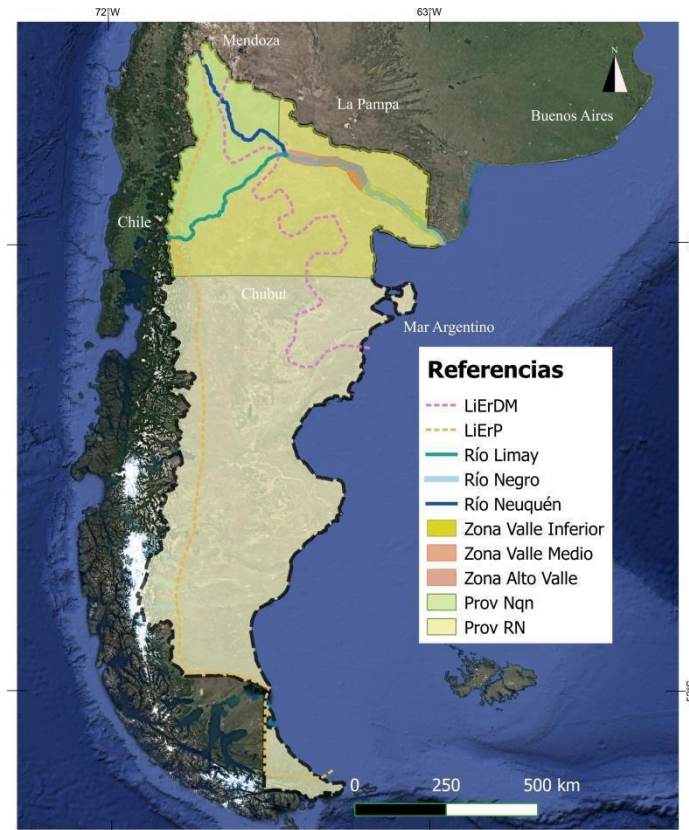 72°W
63°W
Mendoza
N
La Pampa
Buenos Aires
Chile
Chubut
Mar Argentino
Referencias
LiErDM
LiErP
Río Limay
Río Negro
Río Neuquén
Zona Valle Inferior
Zona Valle Medio
Zona Alto Valle
Prov Nqn
Prov RN
0 250 500 km